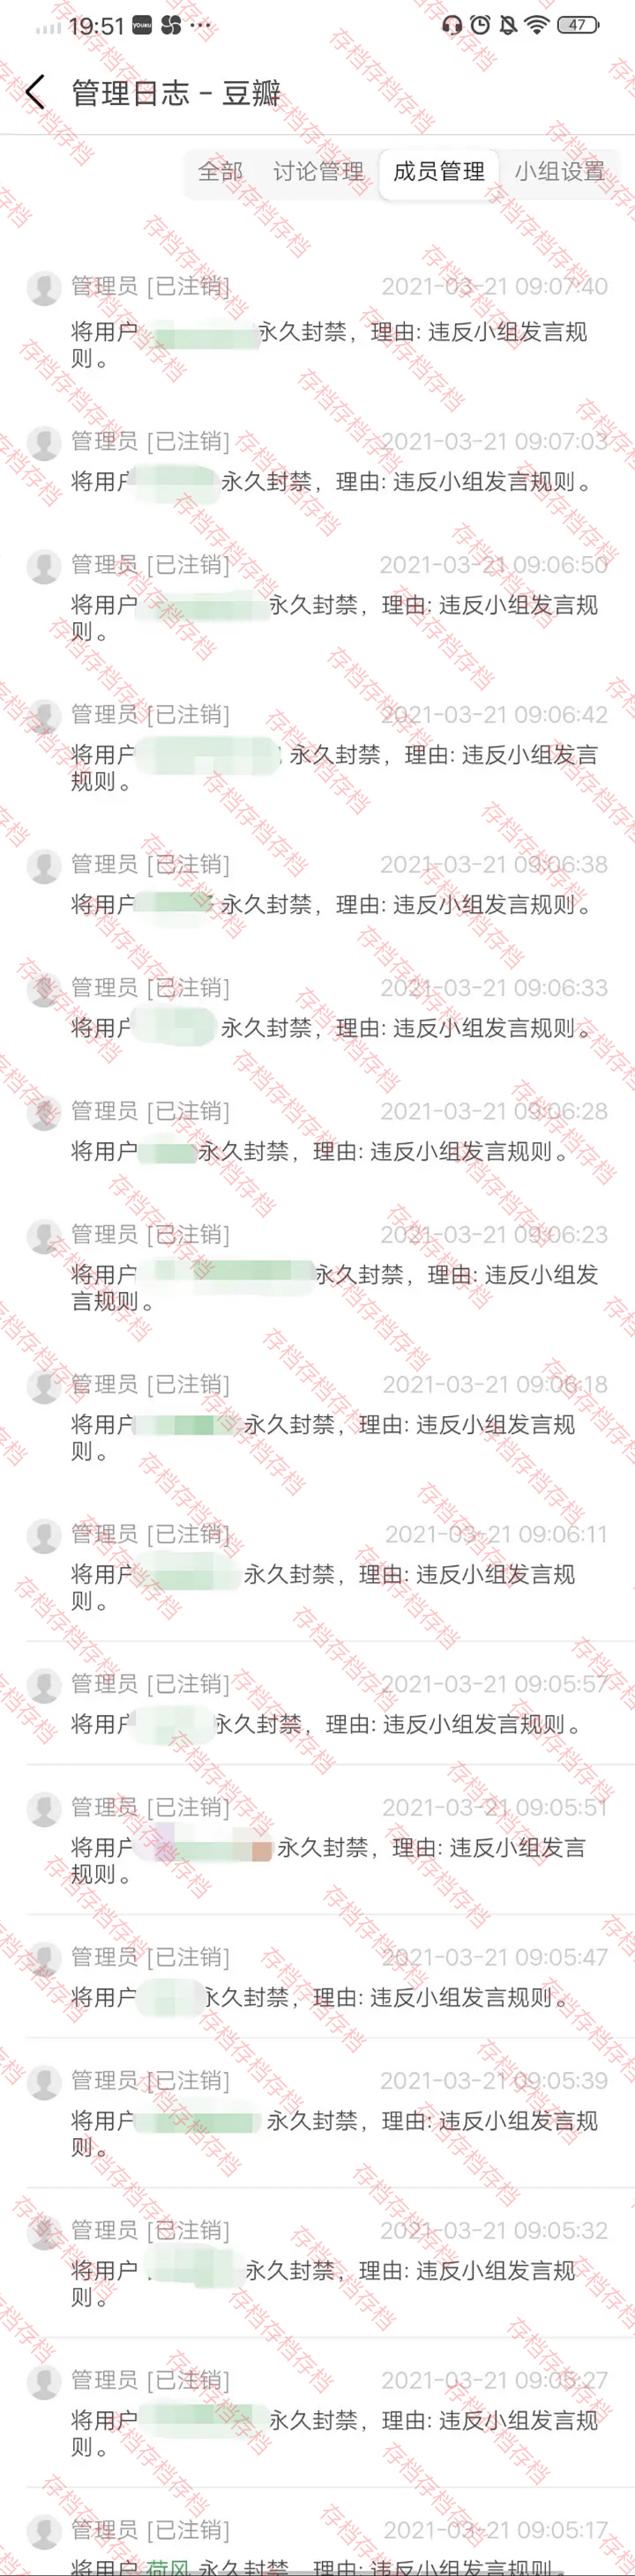 19:51 YOUKU ... 47
管理日志 - 豆瓣
全部 讨论管理 成员管理 小组设置
管理员 [已注销] 2021-03-21 09:07:40
将用户 永久封禁，理由: 违反小组发言规
则。
管理员 [已注销] 2021-03-21 09:07:03
将用户 永久封禁，理由: 违反小组发言规则。
管理员 [已注销] 2021-03-21 09:06:50
将用户 永久封禁，理由: 违反小组发言规
则。
管理员 [已注销] 2021-03-21 09:06:42
将用户 永久封禁，理由: 违反小组发言
规则。
管理员 [已注销] 2021-03-21 09:06:38
将用户 永久封禁，理由: 违反小组发言规则。
管理员 [已注销] 2021-03-21 09:06:33
将用户 永久封禁，理由: 违反小组发言规则。
管理员 [已注销] 2021-03-21 09:06:28
将用户 永久封禁，理由: 违反小组发言规则。
管理员 [已注销] 2021-03-21 09:06:23
将用户 永久封禁，理由: 违反小组发
言规则。
管理员 [已注销] 2021-03-21 09:06:18
将用户 永久封禁，理由: 违反小组发言规
则。
管理员 [已注销] 2021-03-21 09:06:11
将用户 永久封禁，理由: 违反小组发言规
则。
管理员 [已注销] 2021-03-21 09:05:57
将用户 永久封禁，理由: 违反小组发言规则。
管理员 [已注销] 2021-03-21 09:05:51
将用户 永久封禁，理由: 违反小组发言
规则。
管理员 [已注销] 2021-03-21 09:05:47
将用户 永久封禁，理由: 违反小组发言规则。
管理员 [已注销] 2021-03-21 09:05:39
将用户 永久封禁，理由: 违反小组发言规
则。
管理员 [已注销] 2021-03-21 09:05:32
将用户 永久封禁，理由: 违反小组发言规
则。
管理员 [已注销] 2021-03-21 09:05:27
将用户 永久封禁，理由: 违反小组发言规
则。
管理员 [已注销] 2021-03-21 09:05:17
将用户 荷风 永久封禁，理由: 违反小组发言规则。
存档存档存档